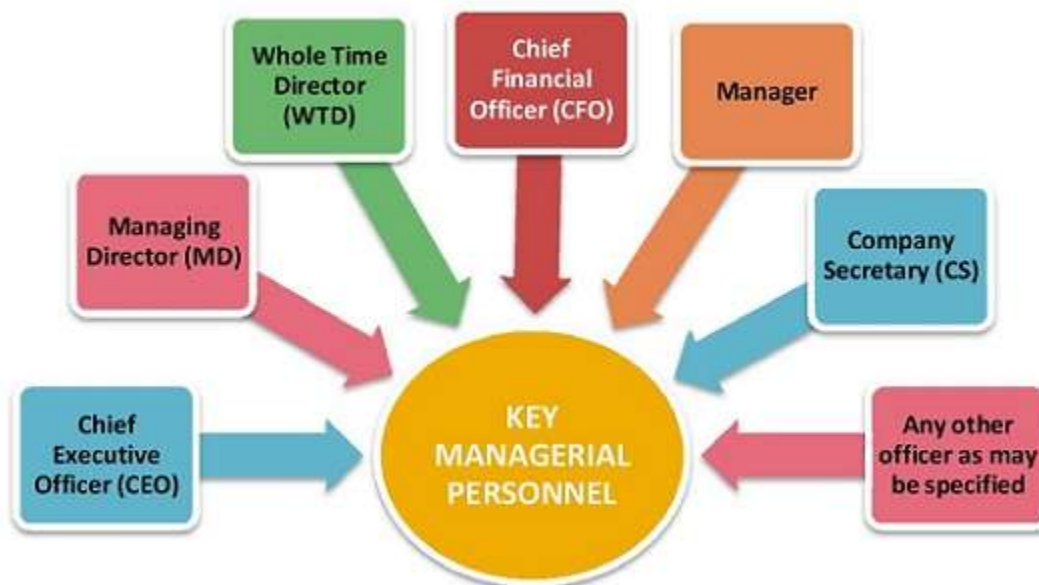 Chief
Executive
Officer (CEO)
Managing
Director (MD)
Whole Time
Director
(WTD)
Chief
Financial
Officer (CFO)
Manager
Company
Secretary (CS)
Any other
officer as may
be specified
KEY
MANAGERIAL
PERSONNEL